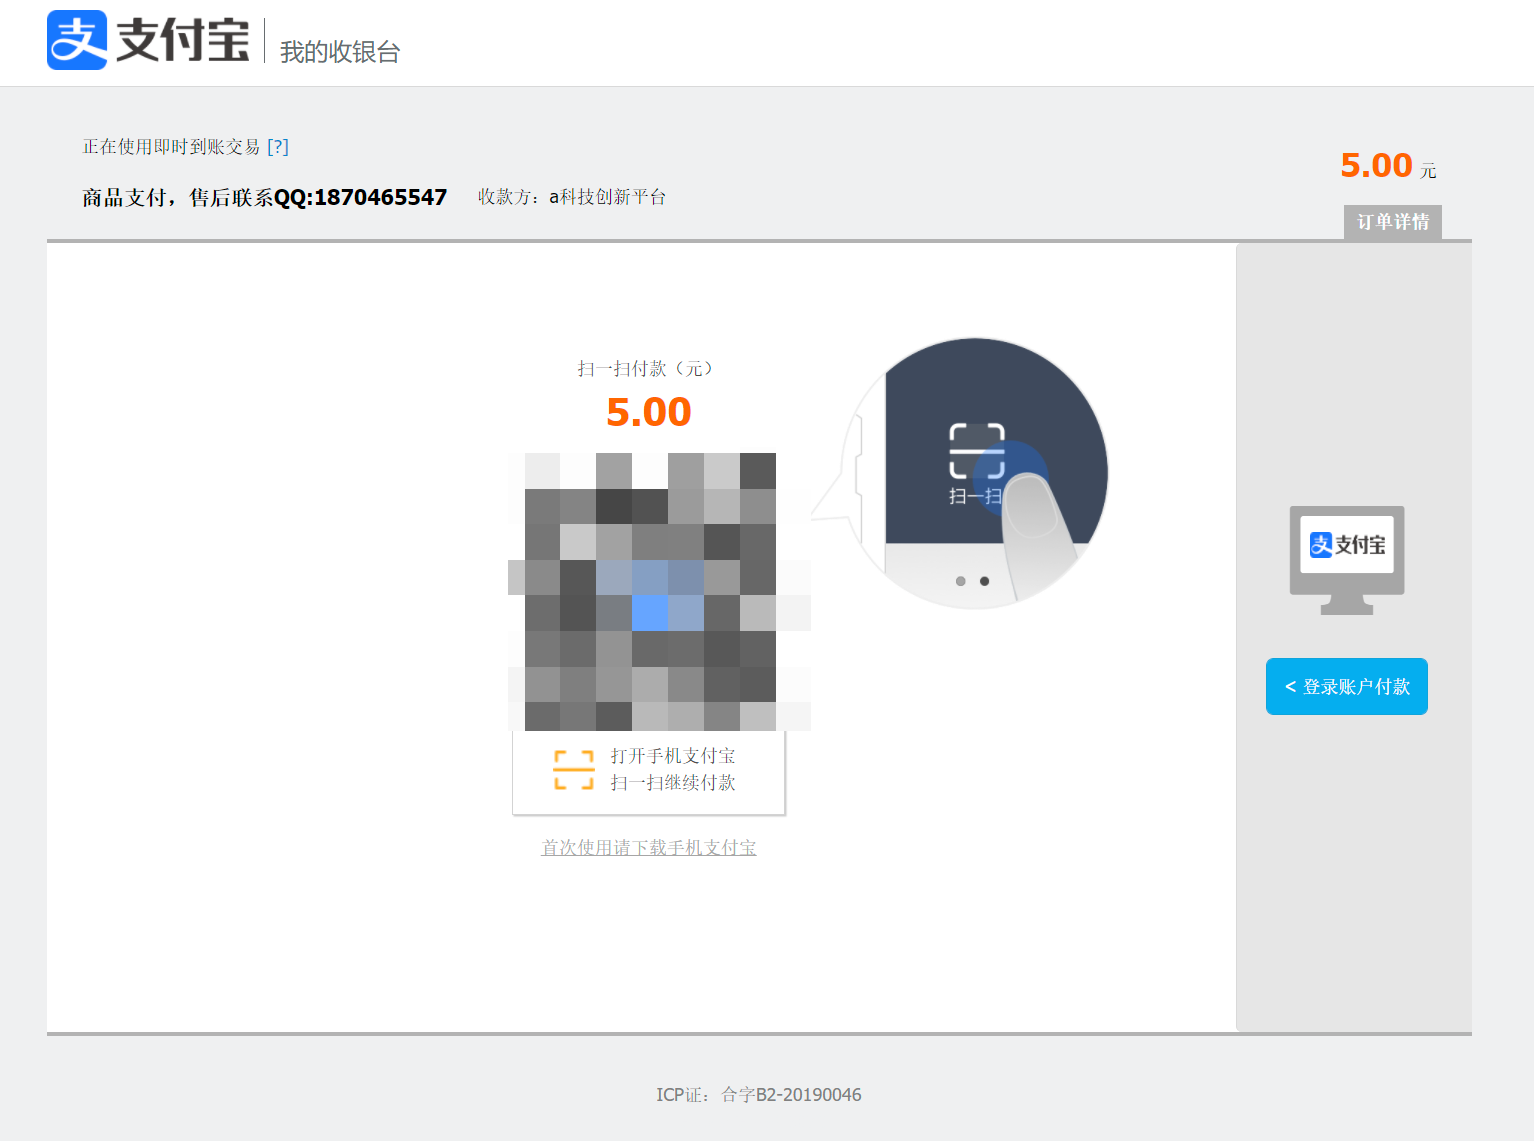 支 支付宝 我的收银台
正在使用即时到账交易 [?]
5.00 元
商品支付，售后联系QQ:1870465547 收款方：a科技创新平台
订单详情
扫一扫付款（元）
5.00
扫一扫
支 支付宝
< 登录账户付款
打开手机支付宝
扫一扫继续付款
首次使用请下载手机支付宝
ICP证：合字B2-20190046